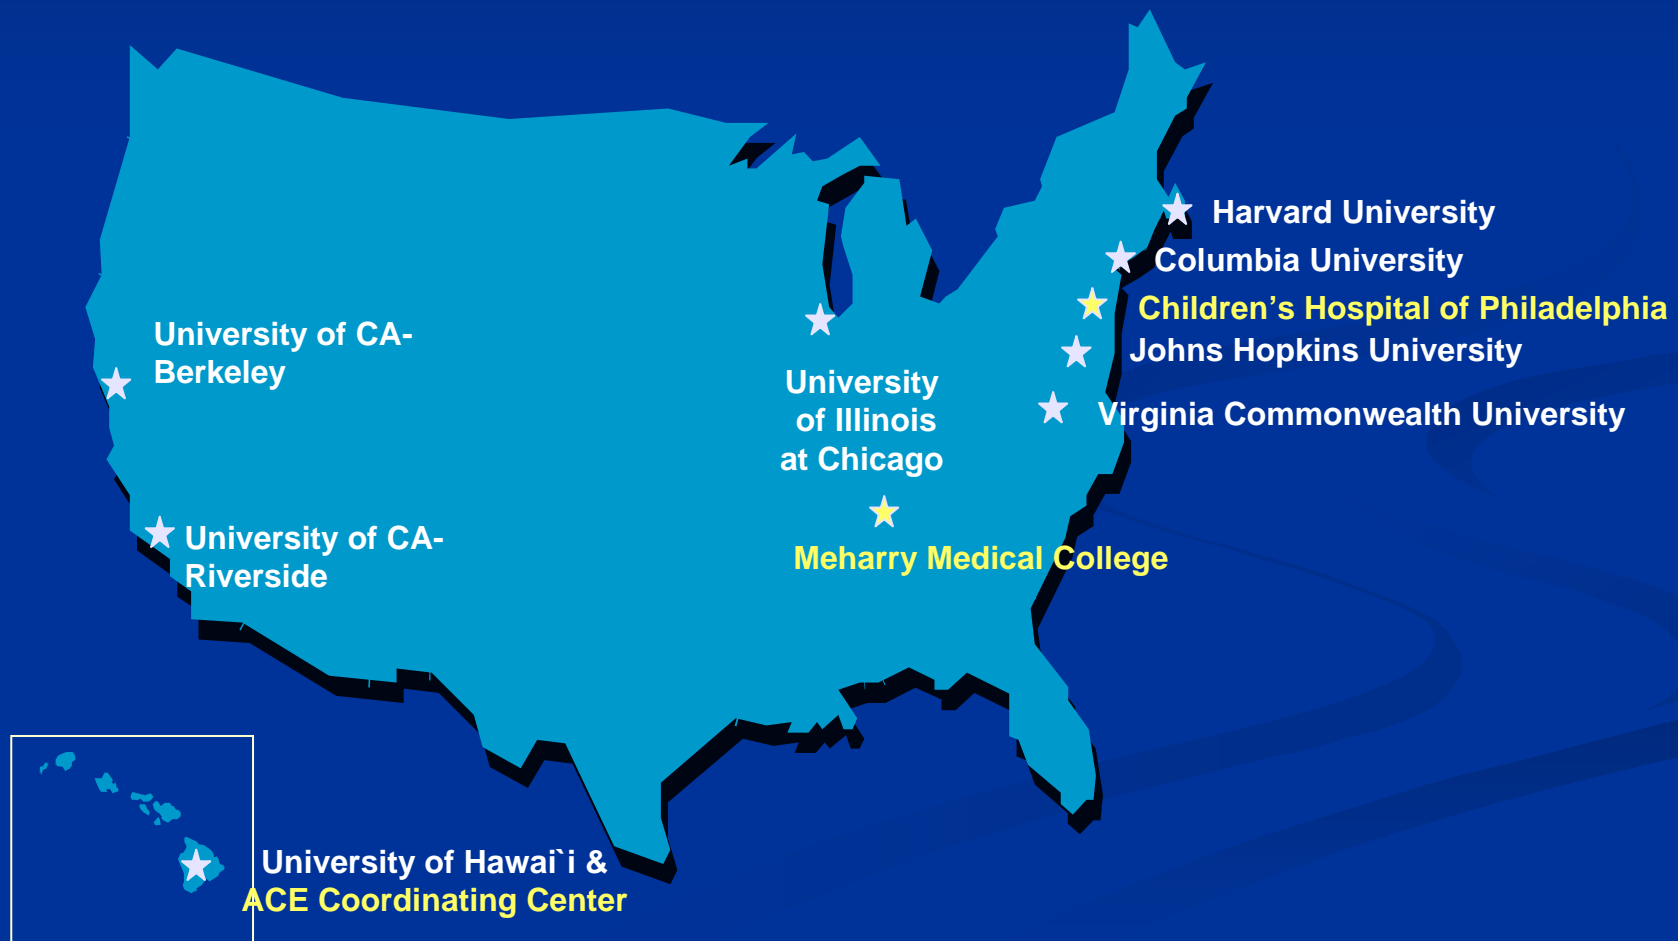 Harvard University
Columbia University
Children’s Hospital of Philadelphia
Johns Hopkins University
Virginia Commonwealth University
University of CA-
Berkeley
University
of Illinois
at Chicago
Meharry Medical College
University of CA-
Riverside
University of Hawai`i &
ACE Coordinating Center